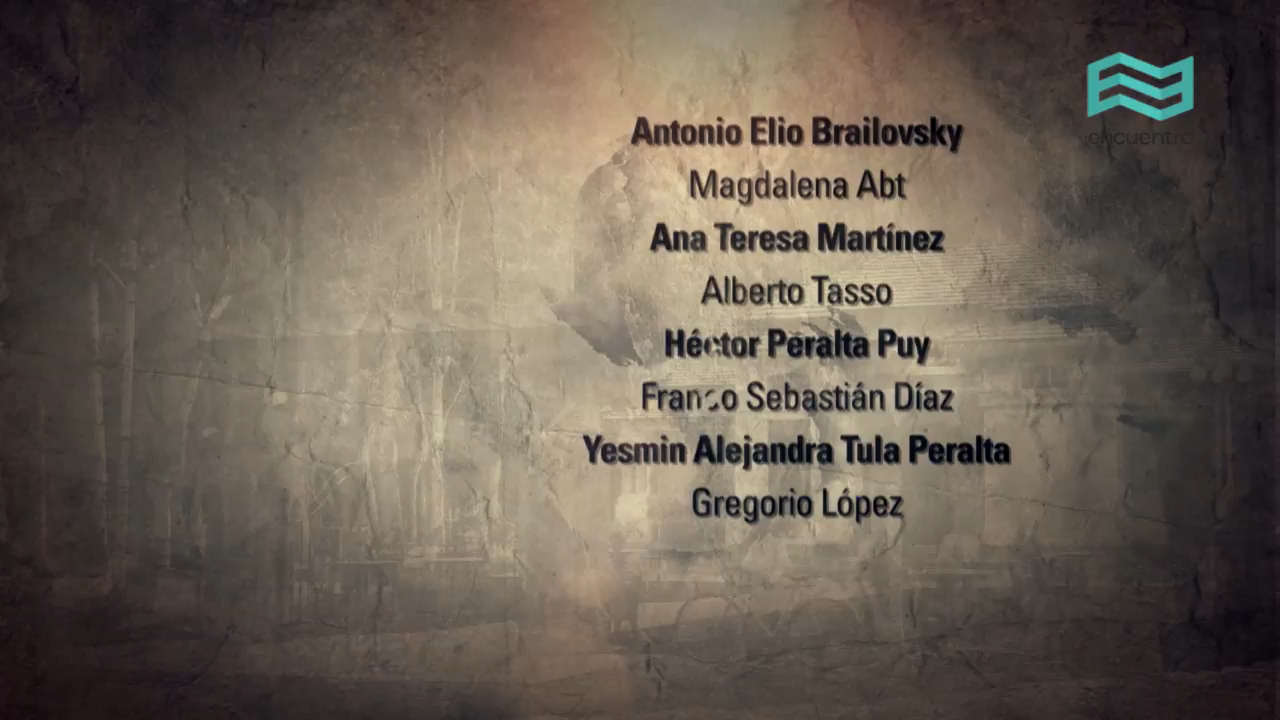 Antonio Elio Brailovsky
Magdalena Abt
Ana Teresa Martínez
Alberto Tasso
Héctor Peralta Puy
Franco Sebastián Díaz
Yesmin Alejandra Tula Peralta
Gregorio López
encuentro